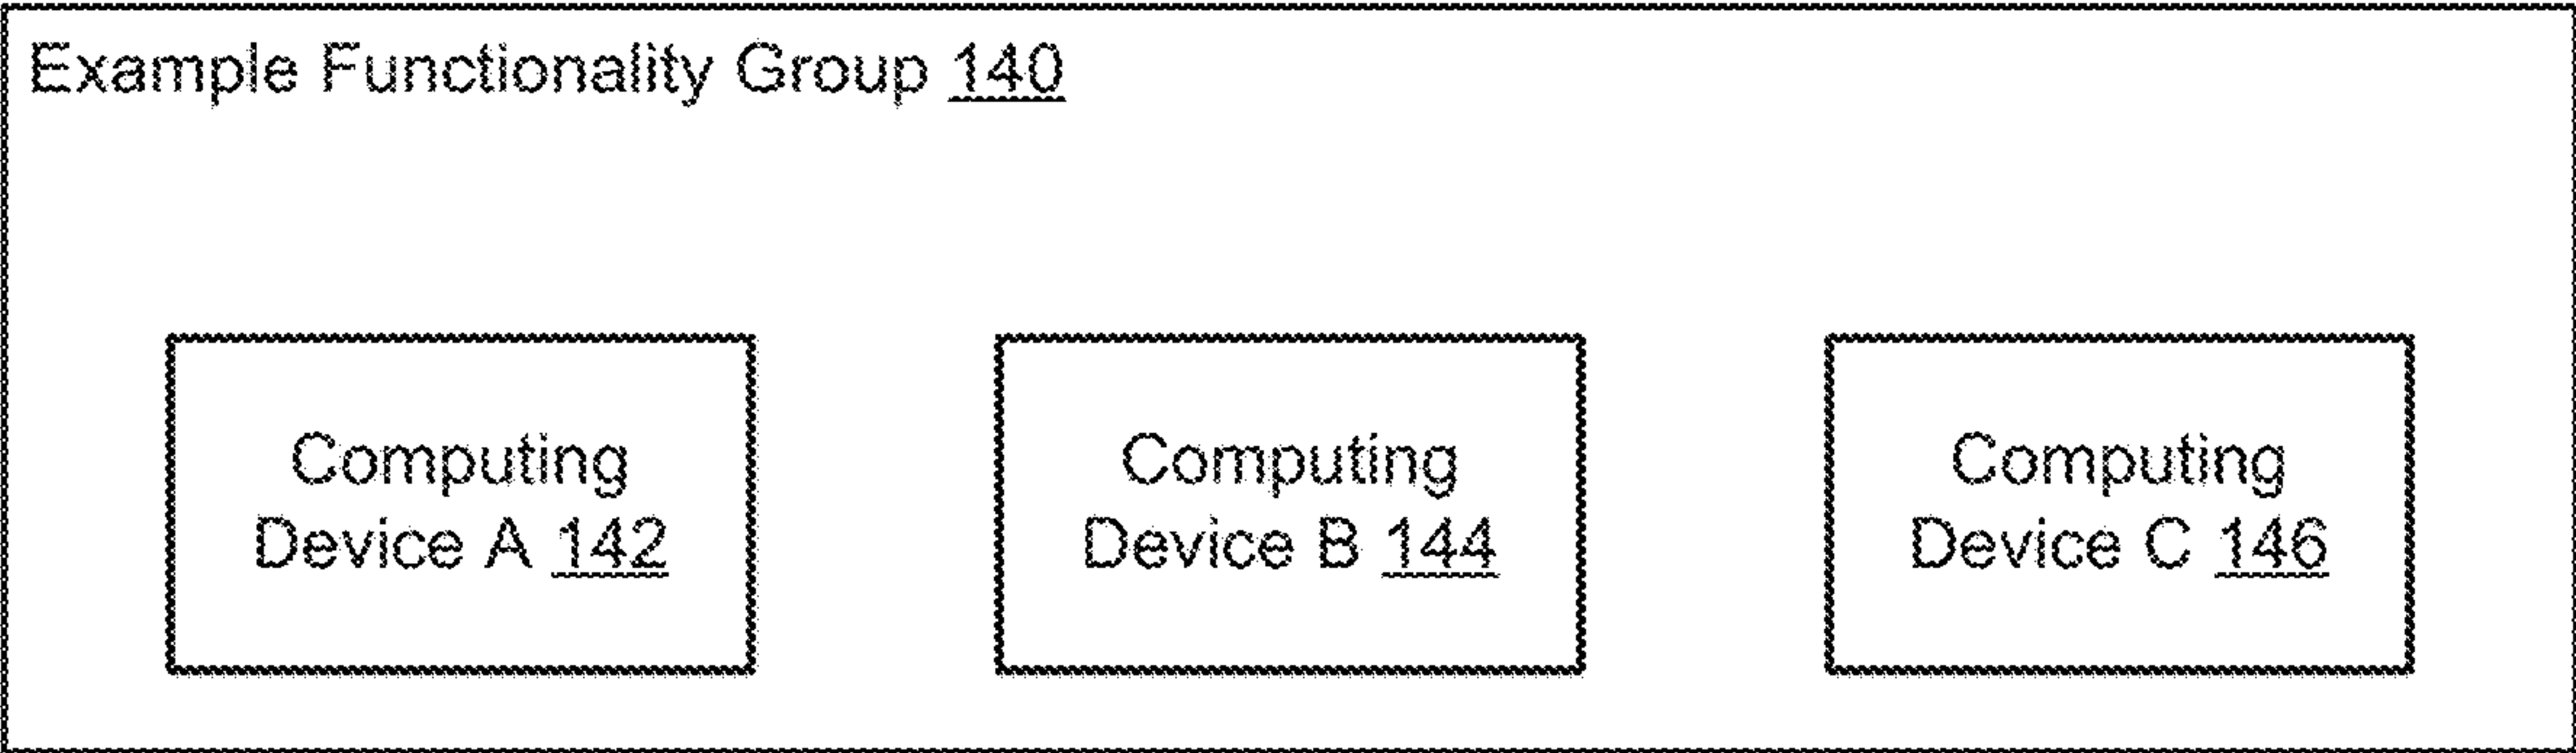 Example Functionality Group 140
Computing
Device A 142
Computing
Device B 144
Computing
Device C 146